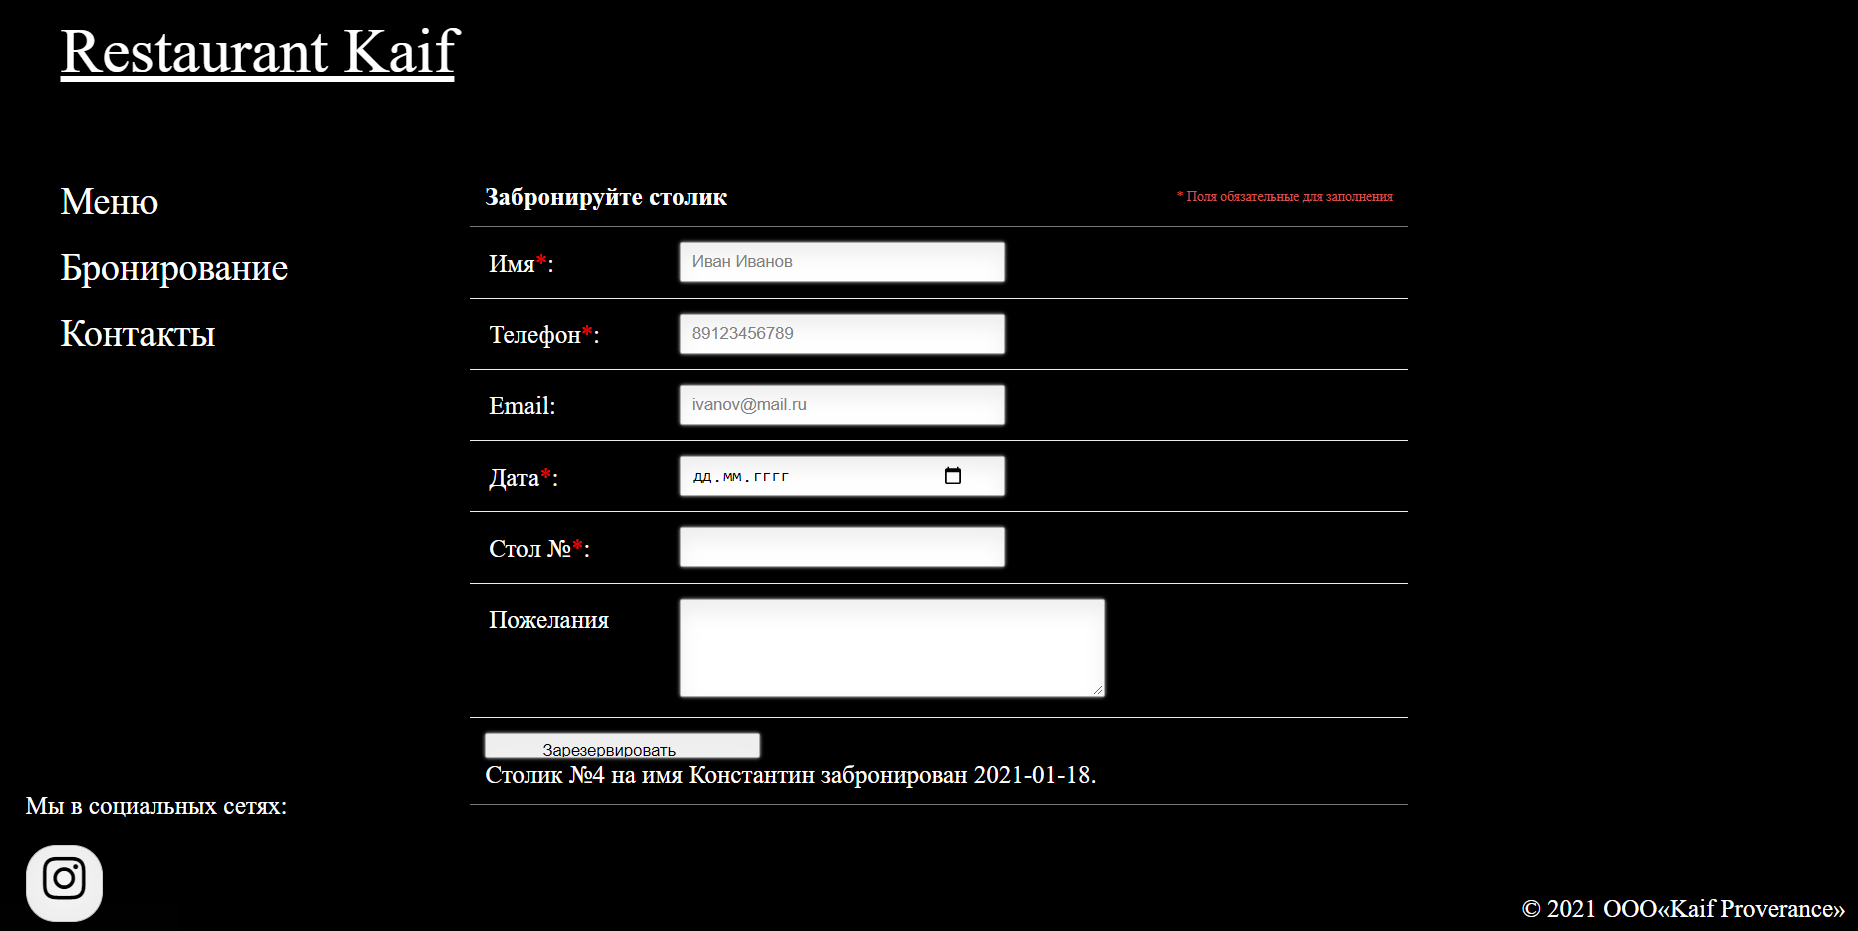 Restaurant Kaif
Меню
Бронирование
Контакты
Забронируйте столик
* Поля обязательные для заполнения
Имя*:
Иван Иванов
Телефон*:
89123456789
Email:
ivanov@mail.ru
Дата*:
дд.мм.гггг
Стол №*:
Пожелания
Зарезервировать
Столик №4 на имя Константин забронирован 2021-01-18.
Мы в социальных сетях:
© 2021 ООО«Kaif Proverance»